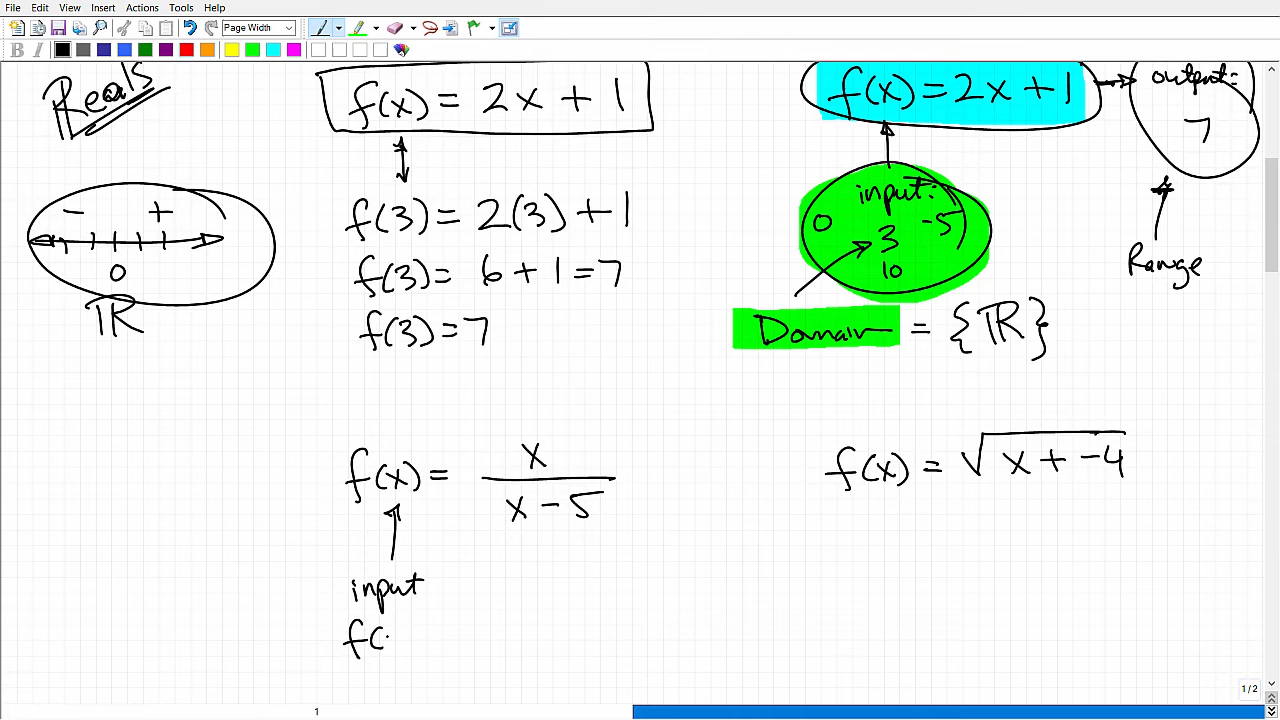 File Edit View Insert Actions Tools Help
Page Width
B I
Reals
f(x) = 2x + 1
f(x) = 2x + 1
output:
7
- +
0
ℝ
f(3) = 2(3) + 1
f(3) = 6 + 1 = 7
f(3) = 7
input:
0 3 -5
10
Range
Domain = {ℝ}
f(x) = x / x - 5
input
f(
f(x) = √x + -4
1/2
1